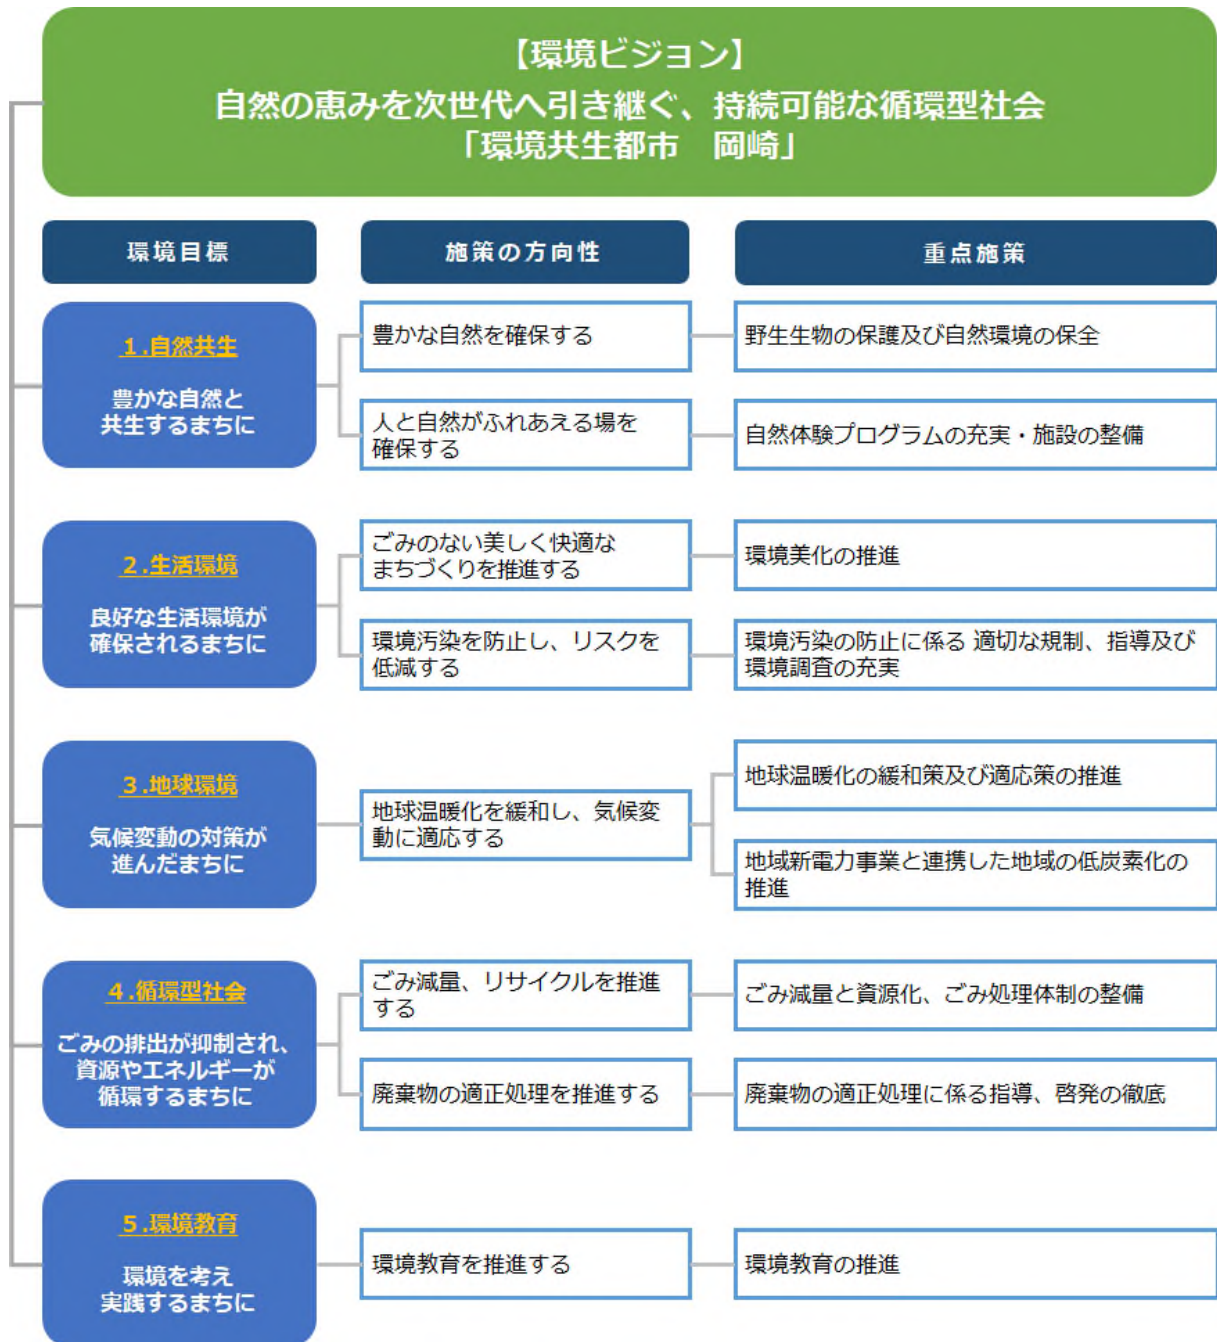 【環境ビジョン】
自然の恵みを次世代へ引き継ぐ、持続可能な循環型社会
「環境共生都市　岡崎」
環境目標
施策の方向性
重点施策
１.自然共生
豊かな自然と
共生するまちに
豊かな自然を確保する
野生生物の保護及び自然環境の保全
人と自然がふれあえる場を
確保する
自然体験プログラムの充実・施設の整備
２.生活環境
良好な生活環境が
確保されるまちに
ごみのない美しく快適な
まちづくりを推進する
環境美化の推進
環境汚染を防止し、リスクを
低減する
環境汚染の防止に係る 適切な規制、指導及び
環境調査の充実
３.地球環境
気候変動の対策が
進んだまちに
地球温暖化を緩和し、気候変
動に適応する
地球温暖化の緩和策及び適応策の推進
地域新電力事業と連携した地域の低炭素化の
推進
４.循環型社会
ごみの排出が抑制され、
資源やエネルギーが
循環するまちに
ごみ減量、リサイクルを推進
する
ごみ減量と資源化、ごみ処理体制の整備
廃棄物の適正処理を推進する
廃棄物の適正処理に係る指導、啓発の徹底
５.環境教育
環境を考え
実践するまちに
環境教育を推進する
環境教育の推進